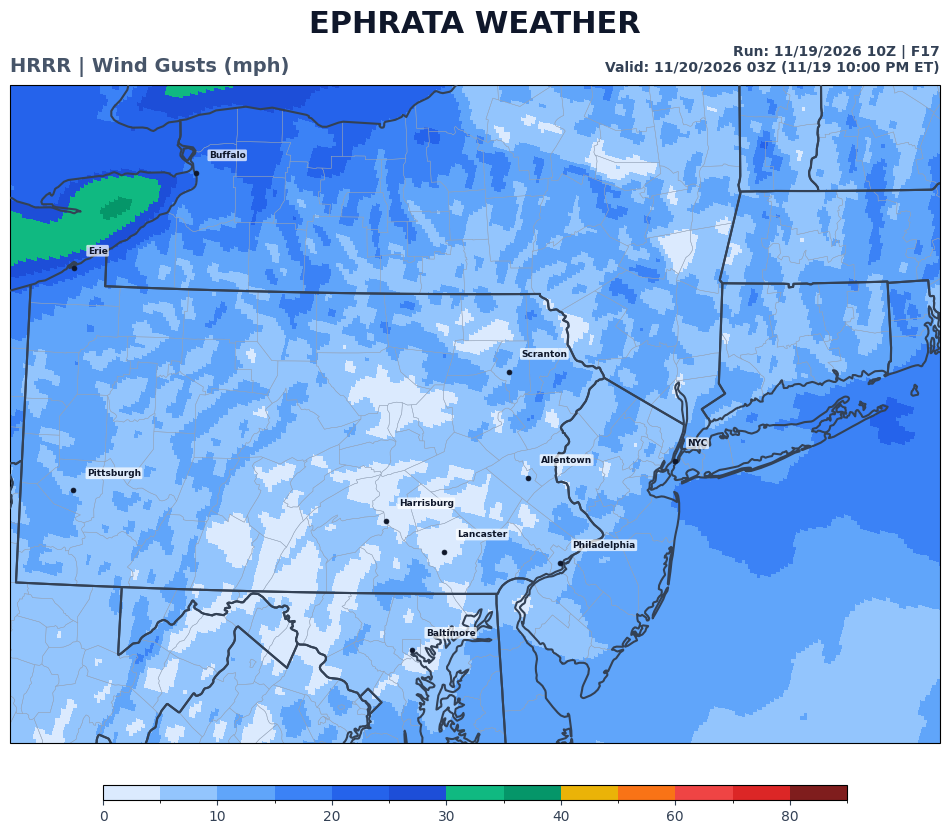 EPHRATA WEATHER
HRRR | Wind Gusts (mph)
Run: 11/19/2026 10Z | F17
Valid: 11/20/2026 03Z (11/19 10:00 PM ET)
Buffalo
Erie
Scranton
NYC
Allentown
Pittsburgh
Harrisburg
Lancaster
Philadelphia
Baltimore
0 10 20 30 40 50 60 70 80